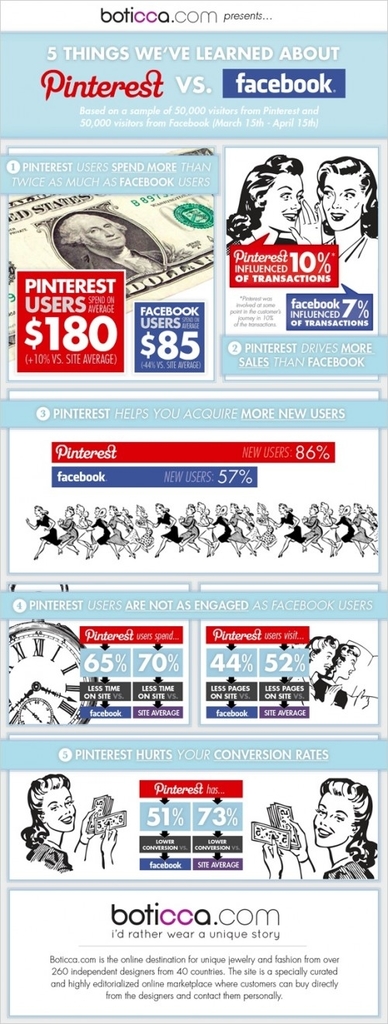 boticca.com presents...
5 THINGS WE'VE LEARNED ABOUT
Pinterest VS. facebook.
Based on a sample of 50,000 visitors from Pinterest and
50,000 visitors from Facebook (March 15th - April 15th)
1 PINTEREST USERS SPEND MORE THAN
TWICE AS MUCH AS FACEBOOK USERS
PINTEREST
USERS SPEND ON AVERAGE
$180
(+10% VS. SITE AVERAGE)
FACEBOOK
USERS SPEND ON AVERAGE
$85
(-44% VS. SITE AVERAGE)
Pinterest 10%*
INFLUENCED
OF TRANSACTIONS
*Pinterest was
involved at some
point in the customer's
journey in 10%
of the transactions.
facebook 7%
INFLUENCED
OF TRANSACTIONS
2 PINTEREST DRIVES MORE
SALES THAN FACEBOOK
3 PINTEREST HELPS YOU ACQUIRE MORE NEW USERS
Pinterest NEW USERS: 86%
facebook NEW USERS: 57%
4 PINTEREST USERS ARE NOT AS ENGAGED AS FACEBOOK USERS
Pinterest users spend...
65% 70%
LESS TIME LESS TIME
ON SITE VS. ON SITE VS.
facebook SITE AVERAGE
Pinterest users visit...
44% 52%
LESS PAGES LESS PAGES
ON SITE VS. ON SITE VS.
facebook SITE AVERAGE
5 PINTEREST HURTS YOUR CONVERSION RATES
Pinterest has...
51% 73%
LOWER LOWER
CONVERSION VS. CONVERSION VS.
facebook SITE AVERAGE
boticca.com
i'd rather wear a unique story
Boticca.com is the online destination for unique jewelry and fashion from over
260 independent designers from 40 countries. The site is a specially curated
and highly editorialized online marketplace where customers can buy directly
from the designers and contact them personally.